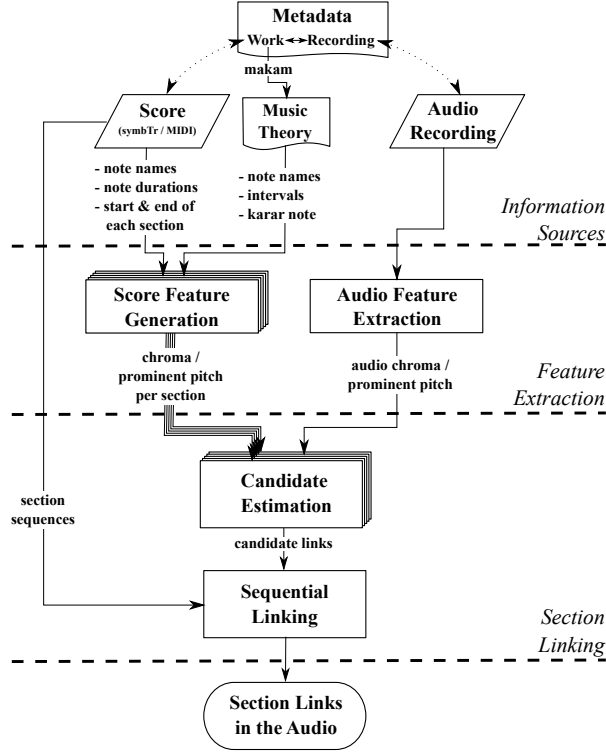 Metadata
Work Recording
makam
Score
(symbTr / MIDI)
Music
Theory
Audio
Recording
- note names
- note durations
- start & end of
each section
- note names
- intervals
- karar note
Information
Sources
Score Feature
Generation
Audio Feature
Extraction
chroma /
prominent pitch
per section
audio chroma /
prominent pitch
Feature
Extraction
Candidate
Estimation
section
sequences
candidate links
Sequential
Linking
Section
Linking
Section Links
in the Audio